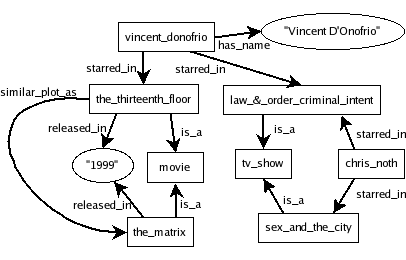 vincent_donofrio
has_name
"Vincent D'Onofrio"
starred_in
starred_in
similar_plot_as
the_thirteenth_floor
law_&_order_criminal_intent
released_in
is_a
is_a
starred_in
"1999"
movie
tv_show
chris_noth
released_in
is_a
is_a
starred_in
the_matrix
sex_and_the_city